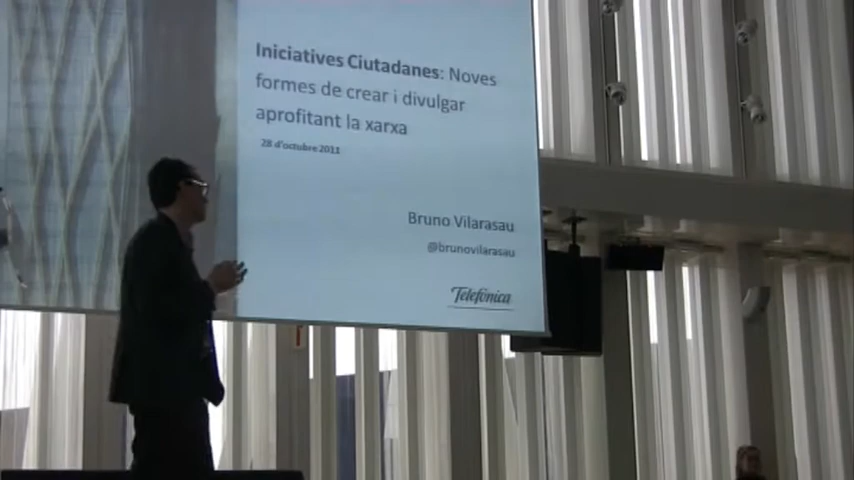 Iniciatives Ciutadanes: Noves
formes de crear i divulgar
aprofitant la xarxa
28 d'octubre 2011
Bruno Vilarasau
@brunovilarasau
Telefónica